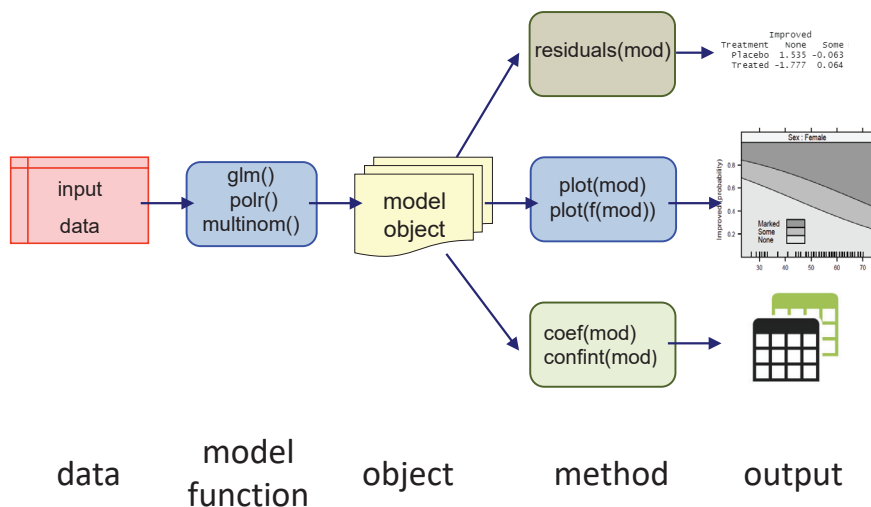 residuals(mod)
Improved
Treatment None Some
Placebo 1.535 -0.063
Treated -1.777 0.064
input
data
glm()
polr()
multinom()
model
object
plot(mod)
plot(f(mod))
Sex : Female
Improved (probability)
0.8
0.6
0.4
0.2
Marked
Some
None
30 40 50 60 70
coef(mod)
confint(mod)
data
model
function
object
method
output